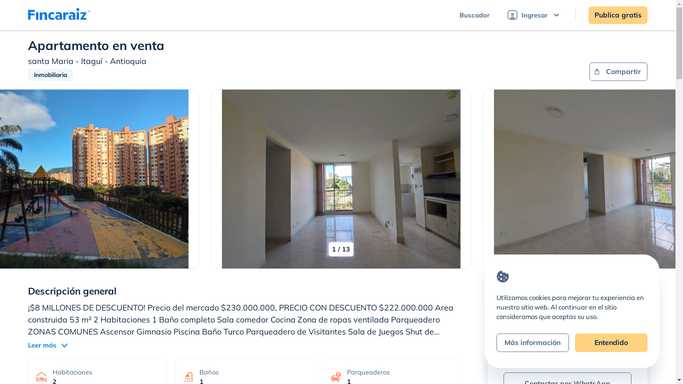 Fincaraiz
Buscador
Ingresar
Publica gratis
Apartamento en venta
santa Maria - Itagui - Antioquia
Inmobiliaria
Compartir
1 / 13
Descripción general
¡$8 MILLONES DE DESCUENTO! Precio del mercado $230.000.000, PRECIO CON DESCUENTO $222.000.000 Area
construida 53 m² 2 Habitaciones 1 Baño completo Sala comedor Cocina Zona de ropas ventilada Parqueadero
ZONAS COMUNES Ascensor Gimnasio Piscina Baño Turco Parqueadero de Visitantes Sala de Juegos Shut de...
Leer más
Habitaciones
2
Baños
1
Parqueaderos
1
Utilizamos cookies para mejorar tu experiencia en
nuestro sitio web. Al continuar en el sitio
consideramos que aceptas su uso.
Más información
Entendido
Contactar por WhatsApp